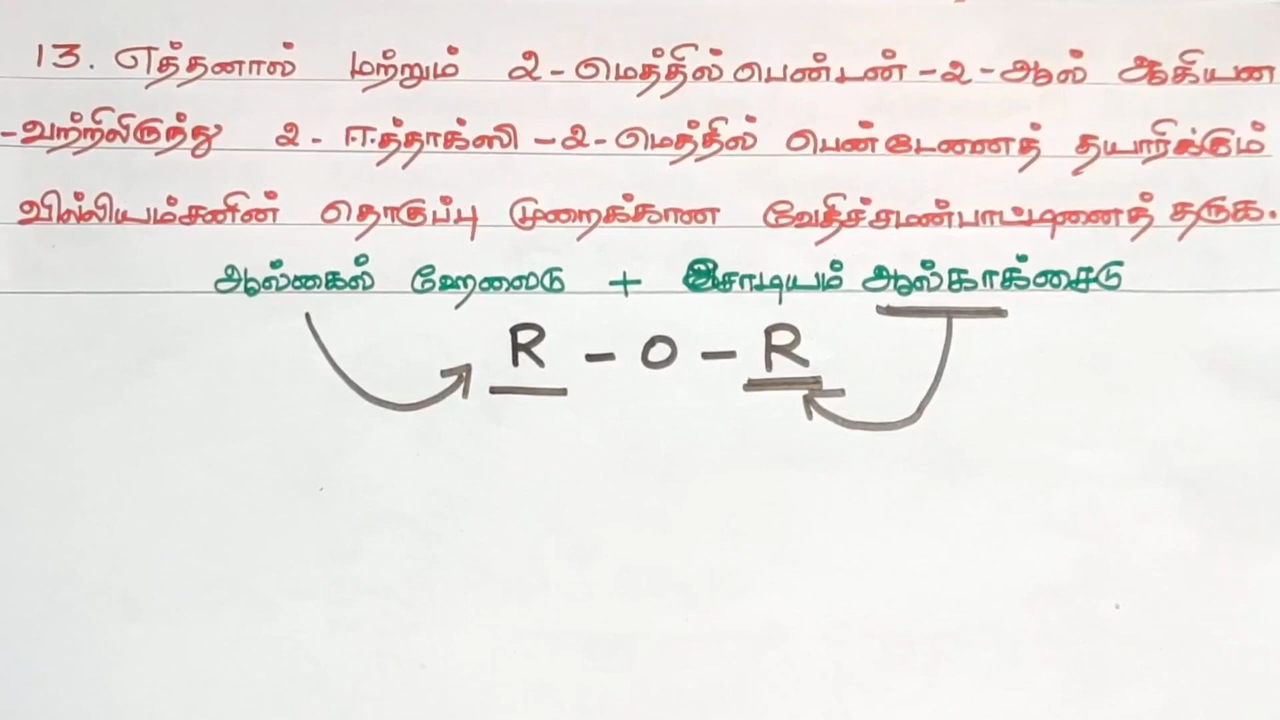 13. எத்தனால் மற்றும் 2-மெத்தில்பென்டன்-2-ஆல் ஆகியன
-வற்றிலிருந்து 2-ஈத்தாக்ஸி-2-மெத்தில் பென்டேணைத் தயாரிக்கும்
வில்லியம்சனின் தொகுப்பு முறைக்கான வேதிச்சமண்பாட்டினைத் தருக.
ஆல்கைல் ஹேலைடு + சோடியம் ஆல்காக்சைடு
R - O - R